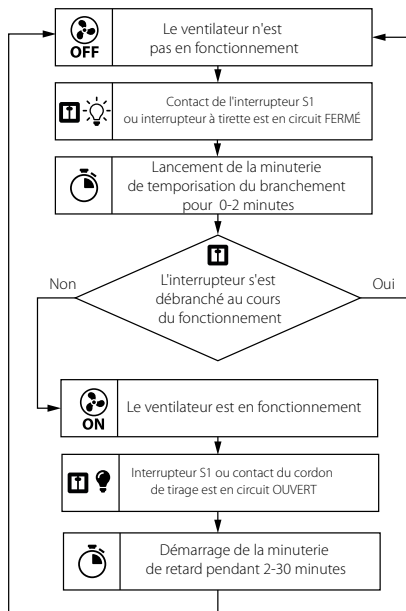 OFF
Le ventilateur n'est
pas en fonctionnement
Contact de l'interrupteur S1
ou interrupteur à tirette est en circuit FERMÉ
Lancement de la minuterie
de temporisation du branchement
pour 0-2 minutes
Non
L'interrupteur s'est
débranché au cours
du fonctionnement
Oui
ON
Le ventilateur est en fonctionnement
Interrupteur S1 ou contact du cordon
de tirage est en circuit OUVERT
Démarrage de la minuterie
de retard pendant 2-30 minutes